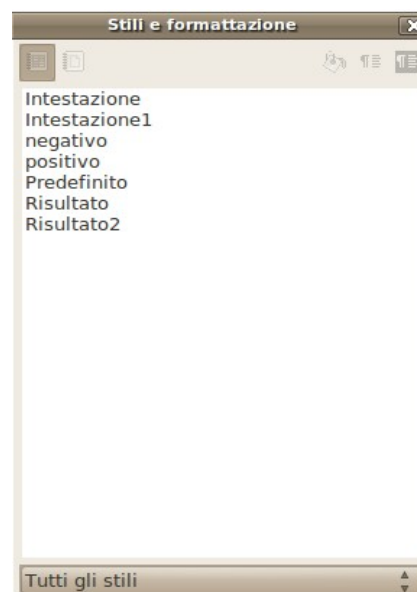 Stili e formattazione
Intestazione
Intestazione1
negativo
positivo
Predefinito
Risultato
Risultato2
Tutti gli stili